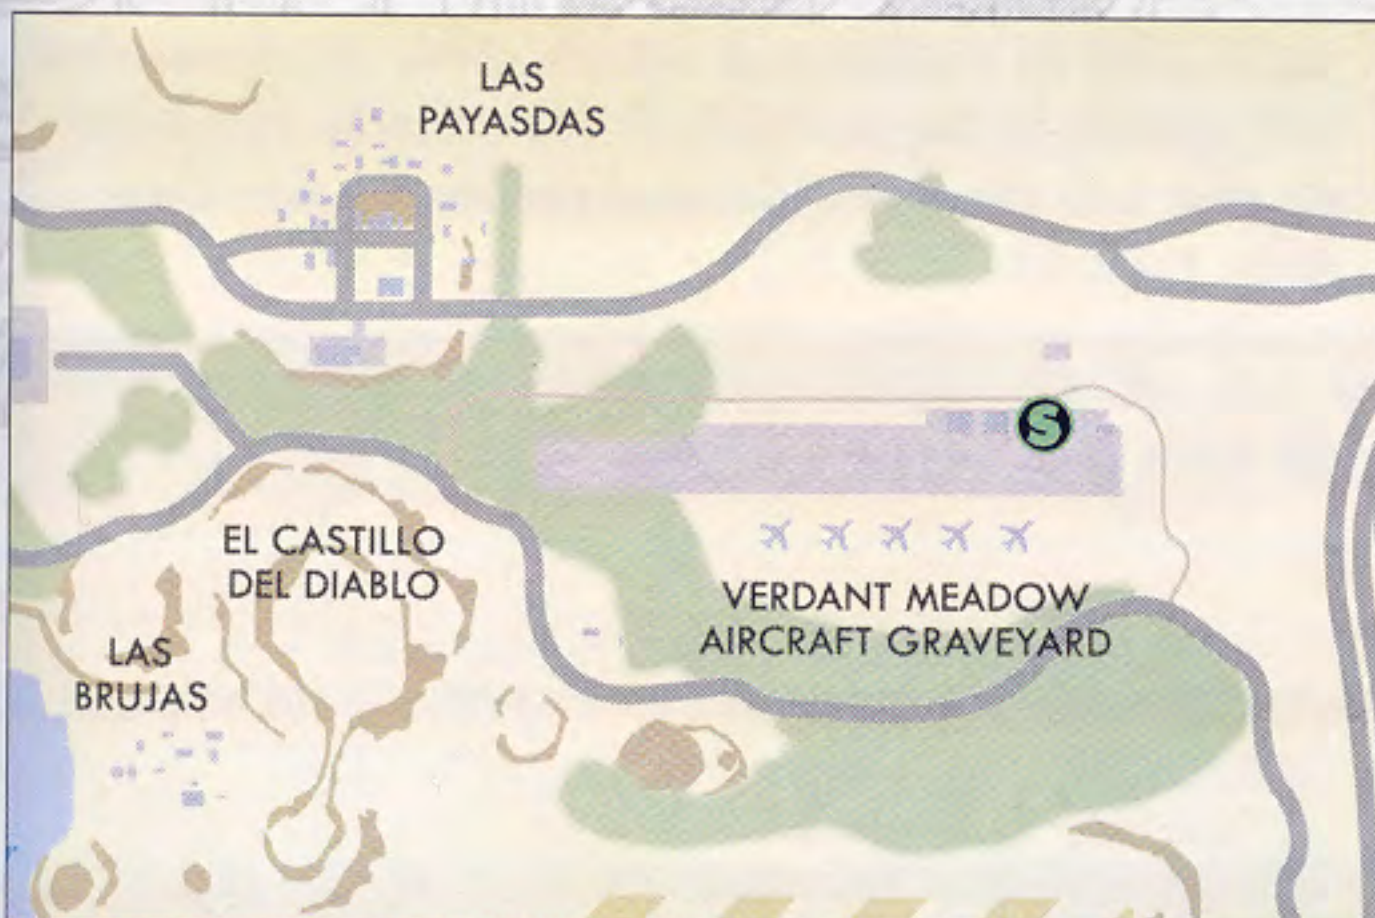 LAS
PAYASDAS
S
EL CASTILLO
DEL DIABLO
VERDANT MEADOW
AIRCRAFT GRAVEYARD
LAS
BRUJAS